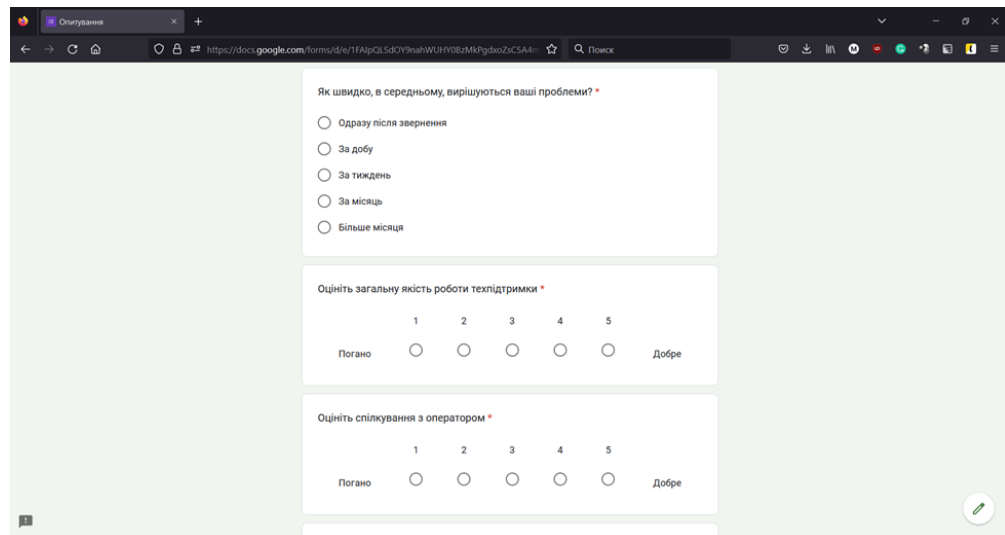 Опитування
https://docs.google.com/forms/d/e/1FAIpQLSdOY9nahWUHY0BzMkPgdxoZsCSA4m
Поиск
Як швидко, в середньому, вирішуються ваші проблеми? *
Одразу після звернення
За добу
За тиждень
За місяць
Більше місяця
Оцініть загальну якість роботи техпідтримки *
1 2 3 4 5
Погано Добре
Оцініть спілкування з оператором *
1 2 3 4 5
Погано Добре